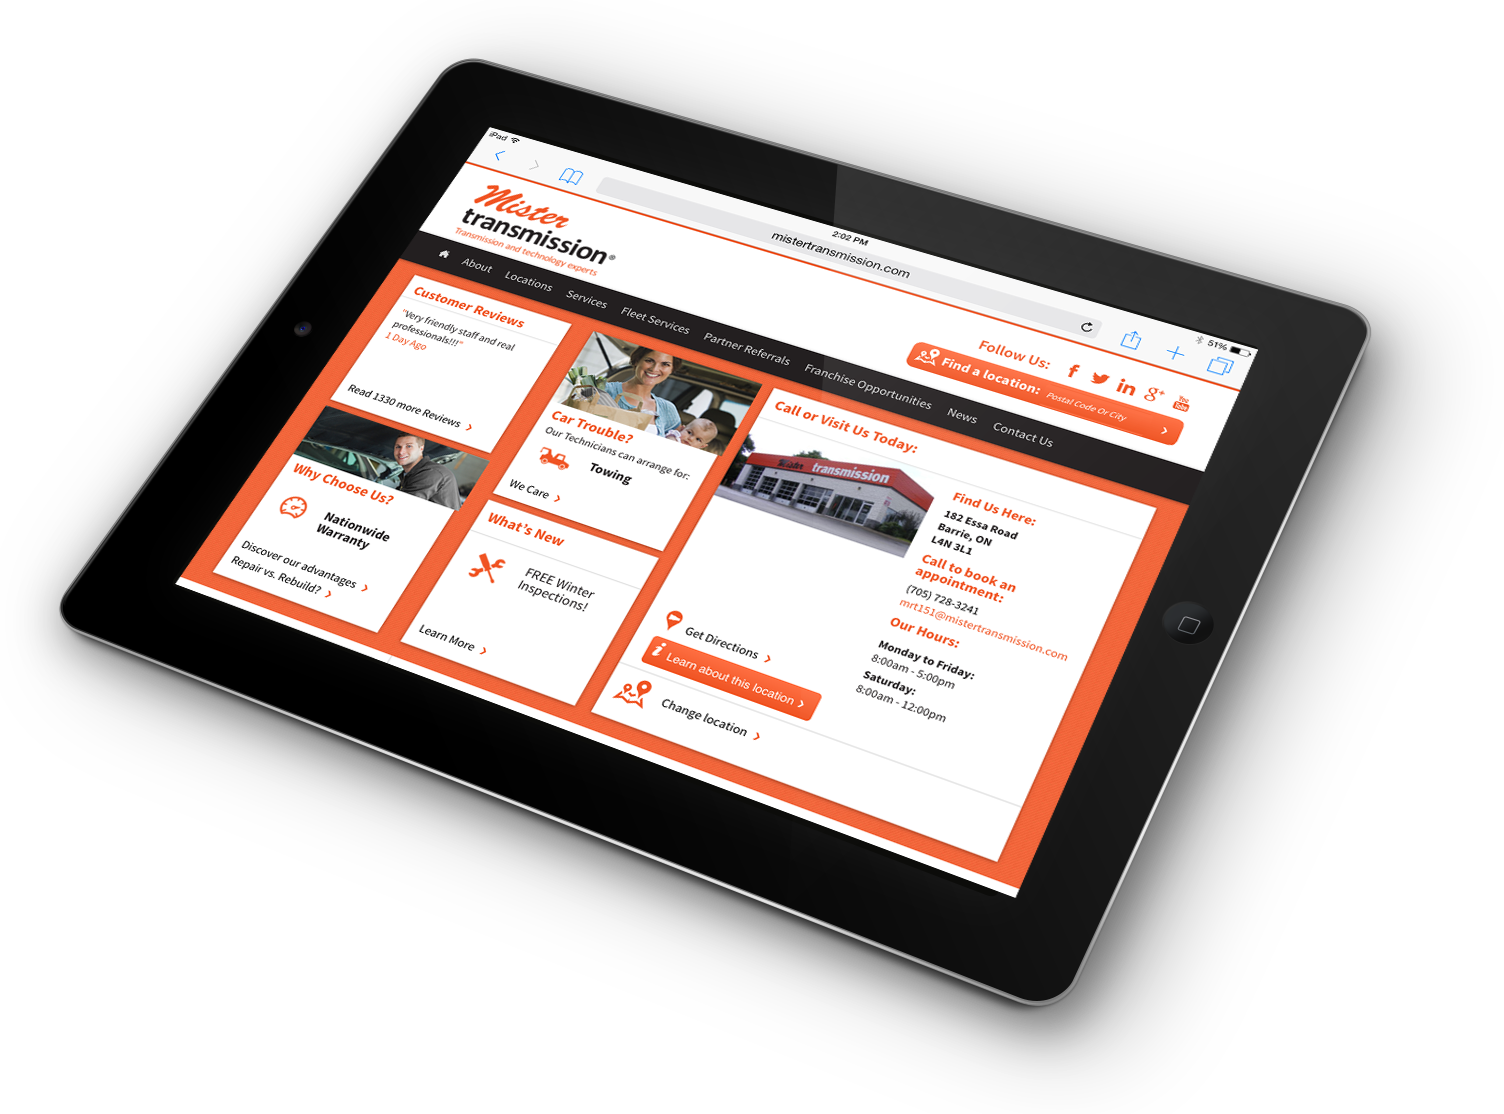 iPad
2:02 PM
51%
mistertransmission.com
Mister
transmission®
Transmission and technology experts
Follow Us:
You
Tube
Find a location: Postal Code Or City
About Locations Services Fleet Services Partner Referrals Franchise Opportunities News Contact Us
Customer Reviews
"Very friendly staff and real
professionals!!!"
1 Day Ago
Read 1330 more Reviews
Why Choose Us?
Nationwide
Warranty
Discover our advantages
Repair vs. Rebuild?
Car Trouble?
Our Technicians can arrange for:
Towing
We Care
What's New
FREE Winter
Inspections!
Learn More
Call or Visit Us Today:
Mister transmission
Find Us Here:
182 Essa Road
Barrie, ON
L4N 3L1
Call to book an
appointment:
(705) 728-3241
mrt151@mistertransmission.com
Our Hours:
Monday to Friday:
8:00am - 5:00pm
Saturday:
8:00am - 12:00pm
Get Directions
Learn about this location
Change location